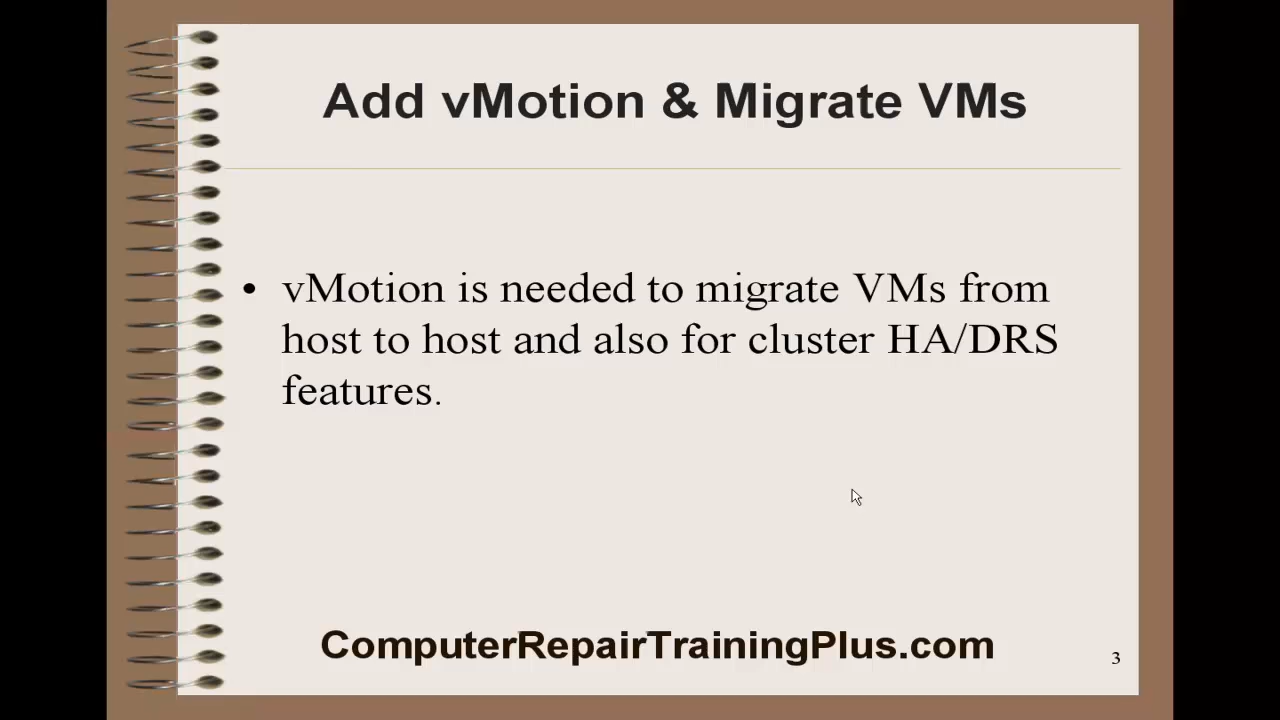 Add vMotion & Migrate VMs
• vMotion is needed to migrate VMs from
host to host and also for cluster HA/DRS
features.
ComputerRepairTrainingPlus.com
3